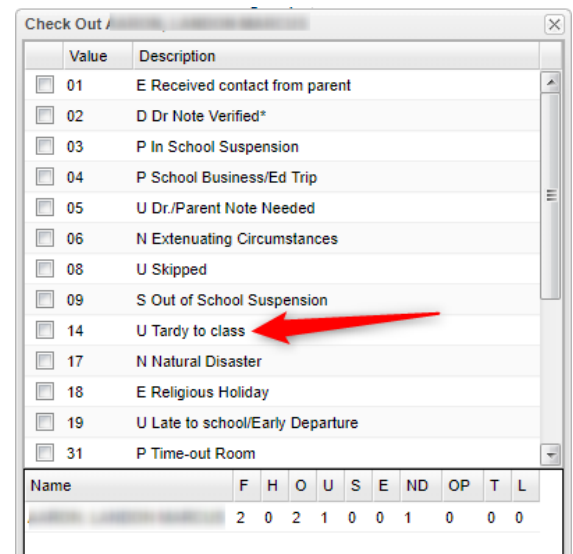 Check Out
Value Description
01 E Received contact from parent
02 D Dr Note Verified*
03 P In School Suspension
04 P School Business/Ed Trip
05 U Dr./Parent Note Needed
06 N Extenuating Circumstances
08 U Skipped
09 S Out of School Suspension
14 U Tardy to class
17 N Natural Disaster
18 E Religious Holiday
19 U Late to school/Early Departure
31 P Time-out Room
Name F H O U S E ND OP T L
2 0 2 1 0 0 1 0 0 0